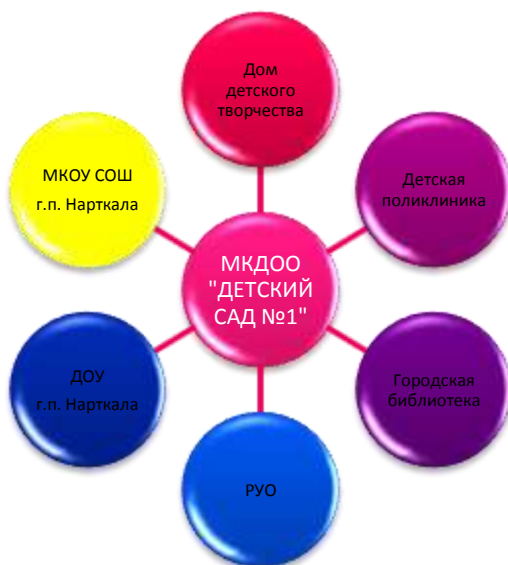 Дом
детского
творчества
МКОУ СОШ
г.п. Нарткала
Детская
поликлиника
МКДОО
"ДЕТСКИЙ
САД №1"
ДОУ
г.п. Нарткала
Городская
библиотека
РУО